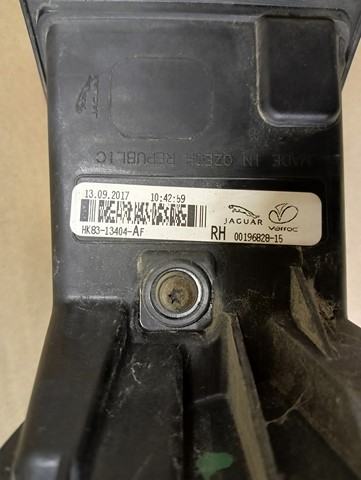 MADE IN CZECH REPUBLIC
13.09.2017 10:42:59
HK83-13404-AF RH
JAGUAR varroc
00196828-15